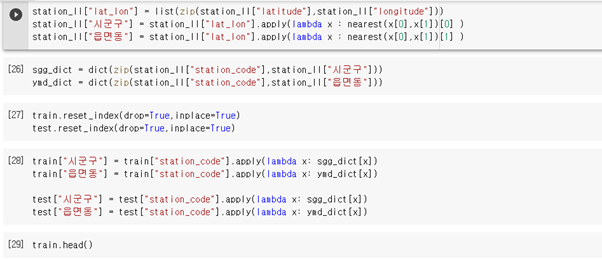 station_ll["lat_lon"] = list(zip(station_ll["latitude"],station_ll["longitude"]))
station_ll["시군구"] = station_ll["lat_lon"].apply(lambda x : nearest(x[0],x[1])[0] )
station_ll["읍면동"] = station_ll["lat_lon"].apply(lambda x : nearest(x[0],x[1])[1] )
[26] sgg_dict = dict(zip(station_ll["station_code"],station_ll["시군구"]))
ymd_dict = dict(zip(station_ll["station_code"],station_ll["읍면동"]))
[27] train.reset_index(drop=True,inplace=True)
test.reset_index(drop=True,inplace=True)
[28] train["시군구"] = train["station_code"].apply(lambda x: sgg_dict[x])
train["읍면동"] = train["station_code"].apply(lambda x: ymd_dict[x])
test["시군구"] = test["station_code"].apply(lambda x: sgg_dict[x])
test["읍면동"] = test["station_code"].apply(lambda x: ymd_dict[x])
[29] train.head()